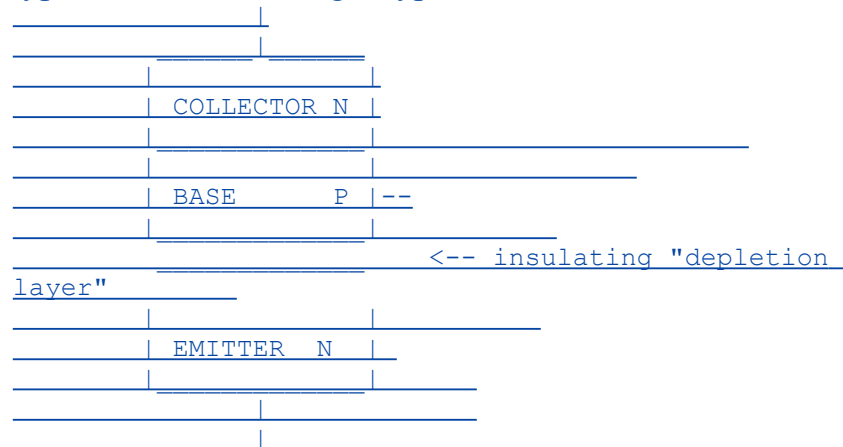 COLLECTOR N
BASE P --
<-- insulating "depletion
layer"
EMITTER N